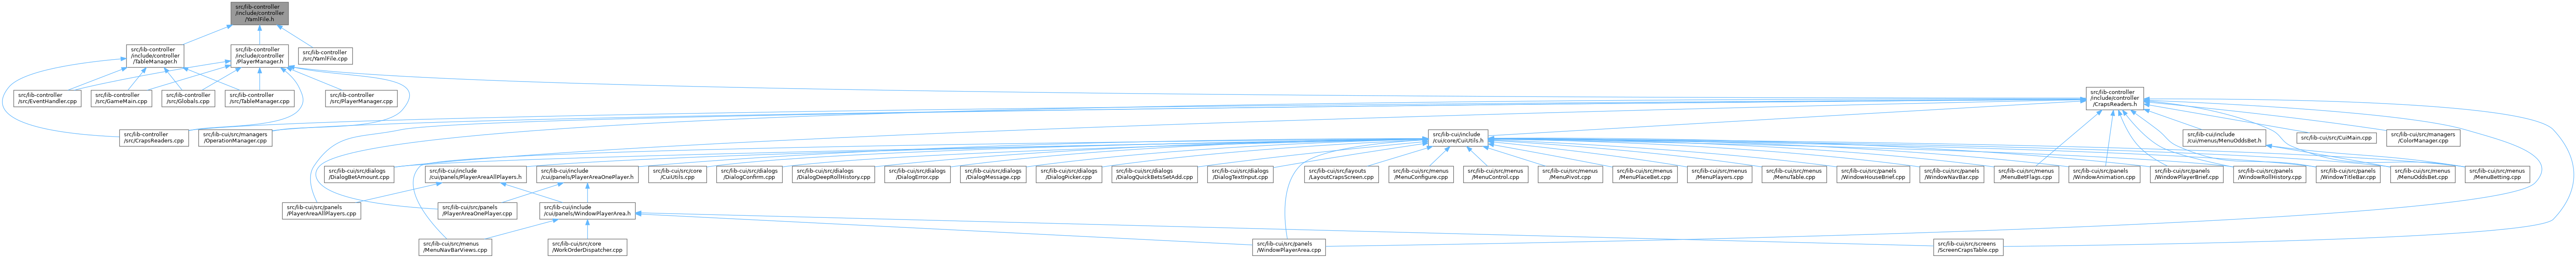 src/lib-controller
/include/controller
/YamlFile.h
src/lib-controller
/include/controller
/TableManager.h
src/lib-controller
/include/controller
/PlayerManager.h
src/lib-controller
/src/YamlFile.cpp
src/lib-controller
/src/EventHandler.cpp
src/lib-controller
/src/GameMain.cpp
src/lib-controller
/src/Globals.cpp
src/lib-controller
/src/TableManager.cpp
src/lib-controller
/src/PlayerManager.cpp
src/lib-controller
/include/controller
/CrapsReaders.h
src/lib-controller
/src/CrapsReaders.cpp
src/lib-cui/src/managers
/OperationManager.cpp
src/lib-cui/include
/cui/core/CuiUtils.h
src/lib-cui/include
/cui/menus/MenuOddsBet.h
src/lib-cui/src/CuiMain.cpp
src/lib-cui/src/managers
/ColorManager.cpp
src/lib-cui/src/dialogs
/DialogBetAmount.cpp
src/lib-cui/include
/cui/panels/PlayerAreaAllPlayers.h
src/lib-cui/include
/cui/panels/PlayerAreaOnePlayer.h
src/lib-cui/src/core
/CuiUtils.cpp
src/lib-cui/src/dialogs
/DialogConfirm.cpp
src/lib-cui/src/dialogs
/DialogDeepRollHistory.cpp
src/lib-cui/src/dialogs
/DialogError.cpp
src/lib-cui/src/dialogs
/DialogMessage.cpp
src/lib-cui/src/dialogs
/DialogPicker.cpp
src/lib-cui/src/dialogs
/DialogQuickBetsSetAdd.cpp
src/lib-cui/src/dialogs
/DialogTextInput.cpp
src/lib-cui/src/layouts
/LayoutCrapsScreen.cpp
src/lib-cui/src/menus
/MenuConfigure.cpp
src/lib-cui/src/menus
/MenuControl.cpp
src/lib-cui/src/menus
/MenuPivot.cpp
src/lib-cui/src/menus
/MenuPlaceBet.cpp
src/lib-cui/src/menus
/MenuPlayers.cpp
src/lib-cui/src/menus
/MenuTable.cpp
src/lib-cui/src/panels
/WindowHouseBrief.cpp
src/lib-cui/src/panels
/WindowNavBar.cpp
src/lib-cui/src/menus
/MenuBetFlags.cpp
src/lib-cui/src/panels
/WindowAnimation.cpp
src/lib-cui/src/panels
/WindowPlayerBrief.cpp
src/lib-cui/src/panels
/WindowRollHistory.cpp
src/lib-cui/src/panels
/WindowTitleBar.cpp
src/lib-cui/src/menus
/MenuOddsBet.cpp
src/lib-cui/src/menus
/MenuBetting.cpp
src/lib-cui/src/panels
/PlayerAreaAllPlayers.cpp
src/lib-cui/src/panels
/PlayerAreaOnePlayer.cpp
src/lib-cui/include
/cui/panels/WindowPlayerArea.h
src/lib-cui/src/menus
/MenuNavBarViews.cpp
src/lib-cui/src/core
/WorkOrderDispatcher.cpp
src/lib-cui/src/panels
/WindowPlayerArea.cpp
src/lib-cui/src/screens
/ScreenCrapsTable.cpp